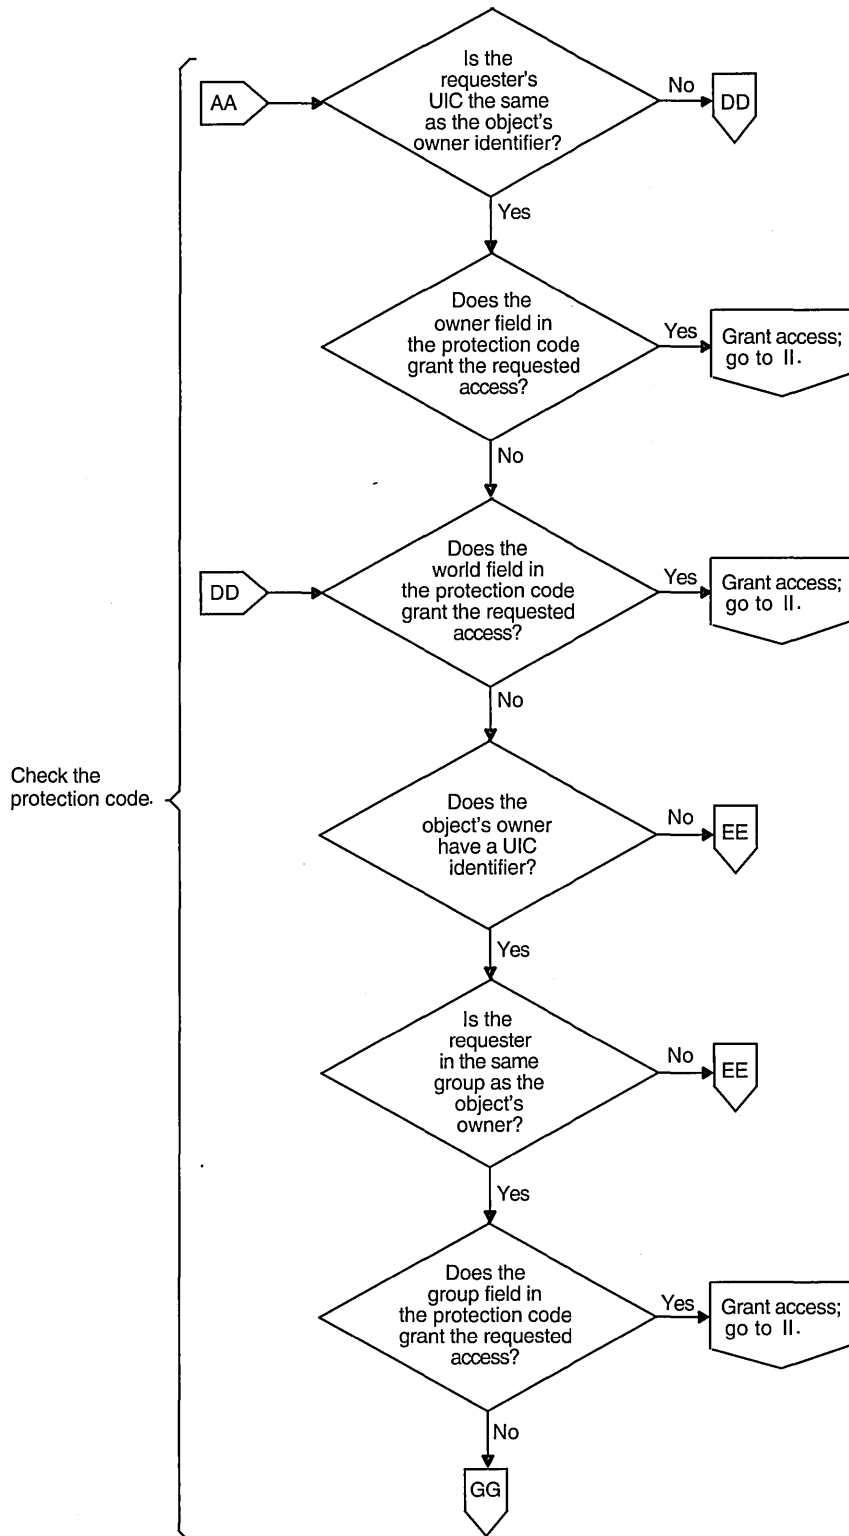 Is the
requester's
UIC the same
as the object's
owner identifier?
AA
No
DD
Yes
Does the
owner field in
the protection code
grant the requested
access?
Yes
Grant access;
go to II.
No
Does the
world field in
the protection code
grant the requested
access?
DD
Yes
Grant access;
go to II.
No
Check the
protection code.
Does the
object's owner
have a UIC
identifier?
No
EE
Yes
Is the
requester
in the same
group as the
object's
owner?
No
EE
Yes
Does the
group field in
the protection code
grant the requested
access?
Yes
Grant access;
go to II.
No
GG